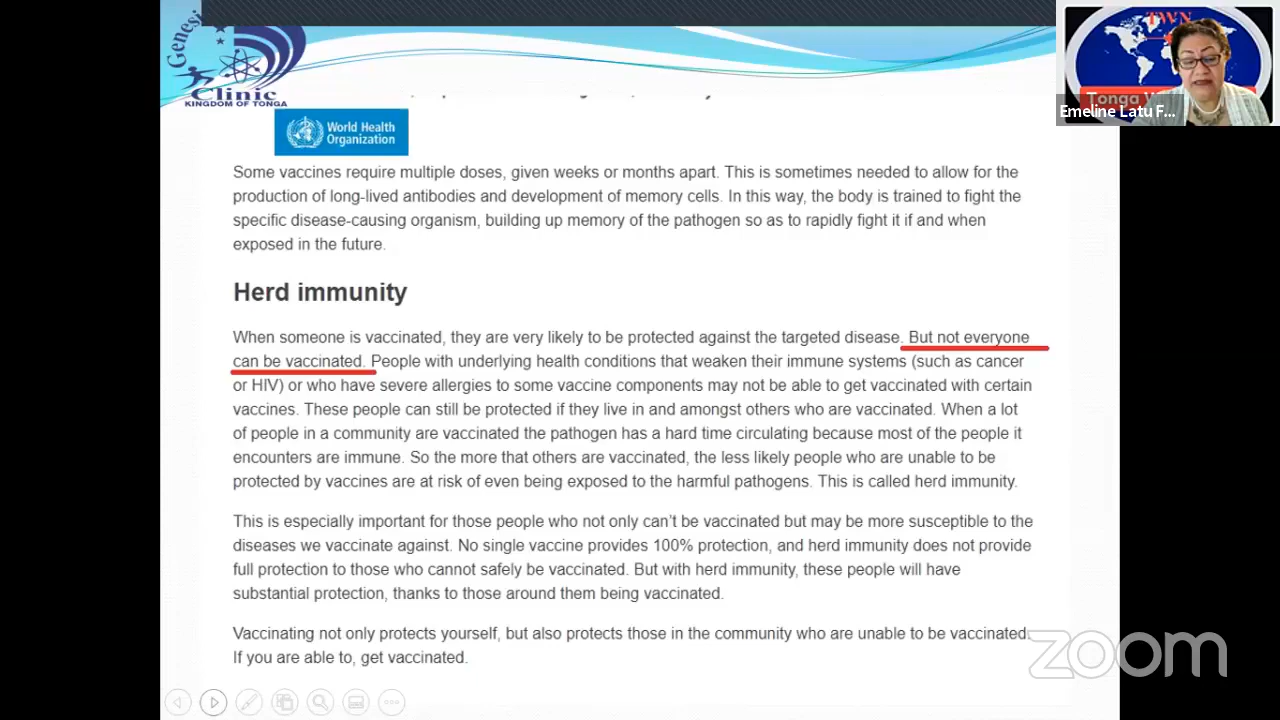 Genesis
Clinic
KINGDOM OF TONGA
World Health
Organization
TWN
Tonga
Emeline Latu F...
Some vaccines require multiple doses, given weeks or months apart. This is sometimes needed to allow for the
production of long-lived antibodies and development of memory cells. In this way, the body is trained to fight the
specific disease-causing organism, building up memory of the pathogen so as to rapidly fight it if and when
exposed in the future.
Herd immunity
When someone is vaccinated, they are very likely to be protected against the targeted disease. But not everyone
can be vaccinated. People with underlying health conditions that weaken their immune systems (such as cancer
or HIV) or who have severe allergies to some vaccine components may not be able to get vaccinated with certain
vaccines. These people can still be protected if they live in and amongst others who are vaccinated. When a lot
of people in a community are vaccinated the pathogen has a hard time circulating because most of the people it
encounters are immune. So the more that others are vaccinated, the less likely people who are unable to be
protected by vaccines are at risk of even being exposed to the harmful pathogens. This is called herd immunity.
This is especially important for those people who not only can’t be vaccinated but may be more susceptible to the
diseases we vaccinate against. No single vaccine provides 100% protection, and herd immunity does not provide
full protection to those who cannot safely be vaccinated. But with herd immunity, these people will have
substantial protection, thanks to those around them being vaccinated.
Vaccinating not only protects yourself, but also protects those in the community who are unable to be vaccinated.
If you are able to, get vaccinated.
zoom